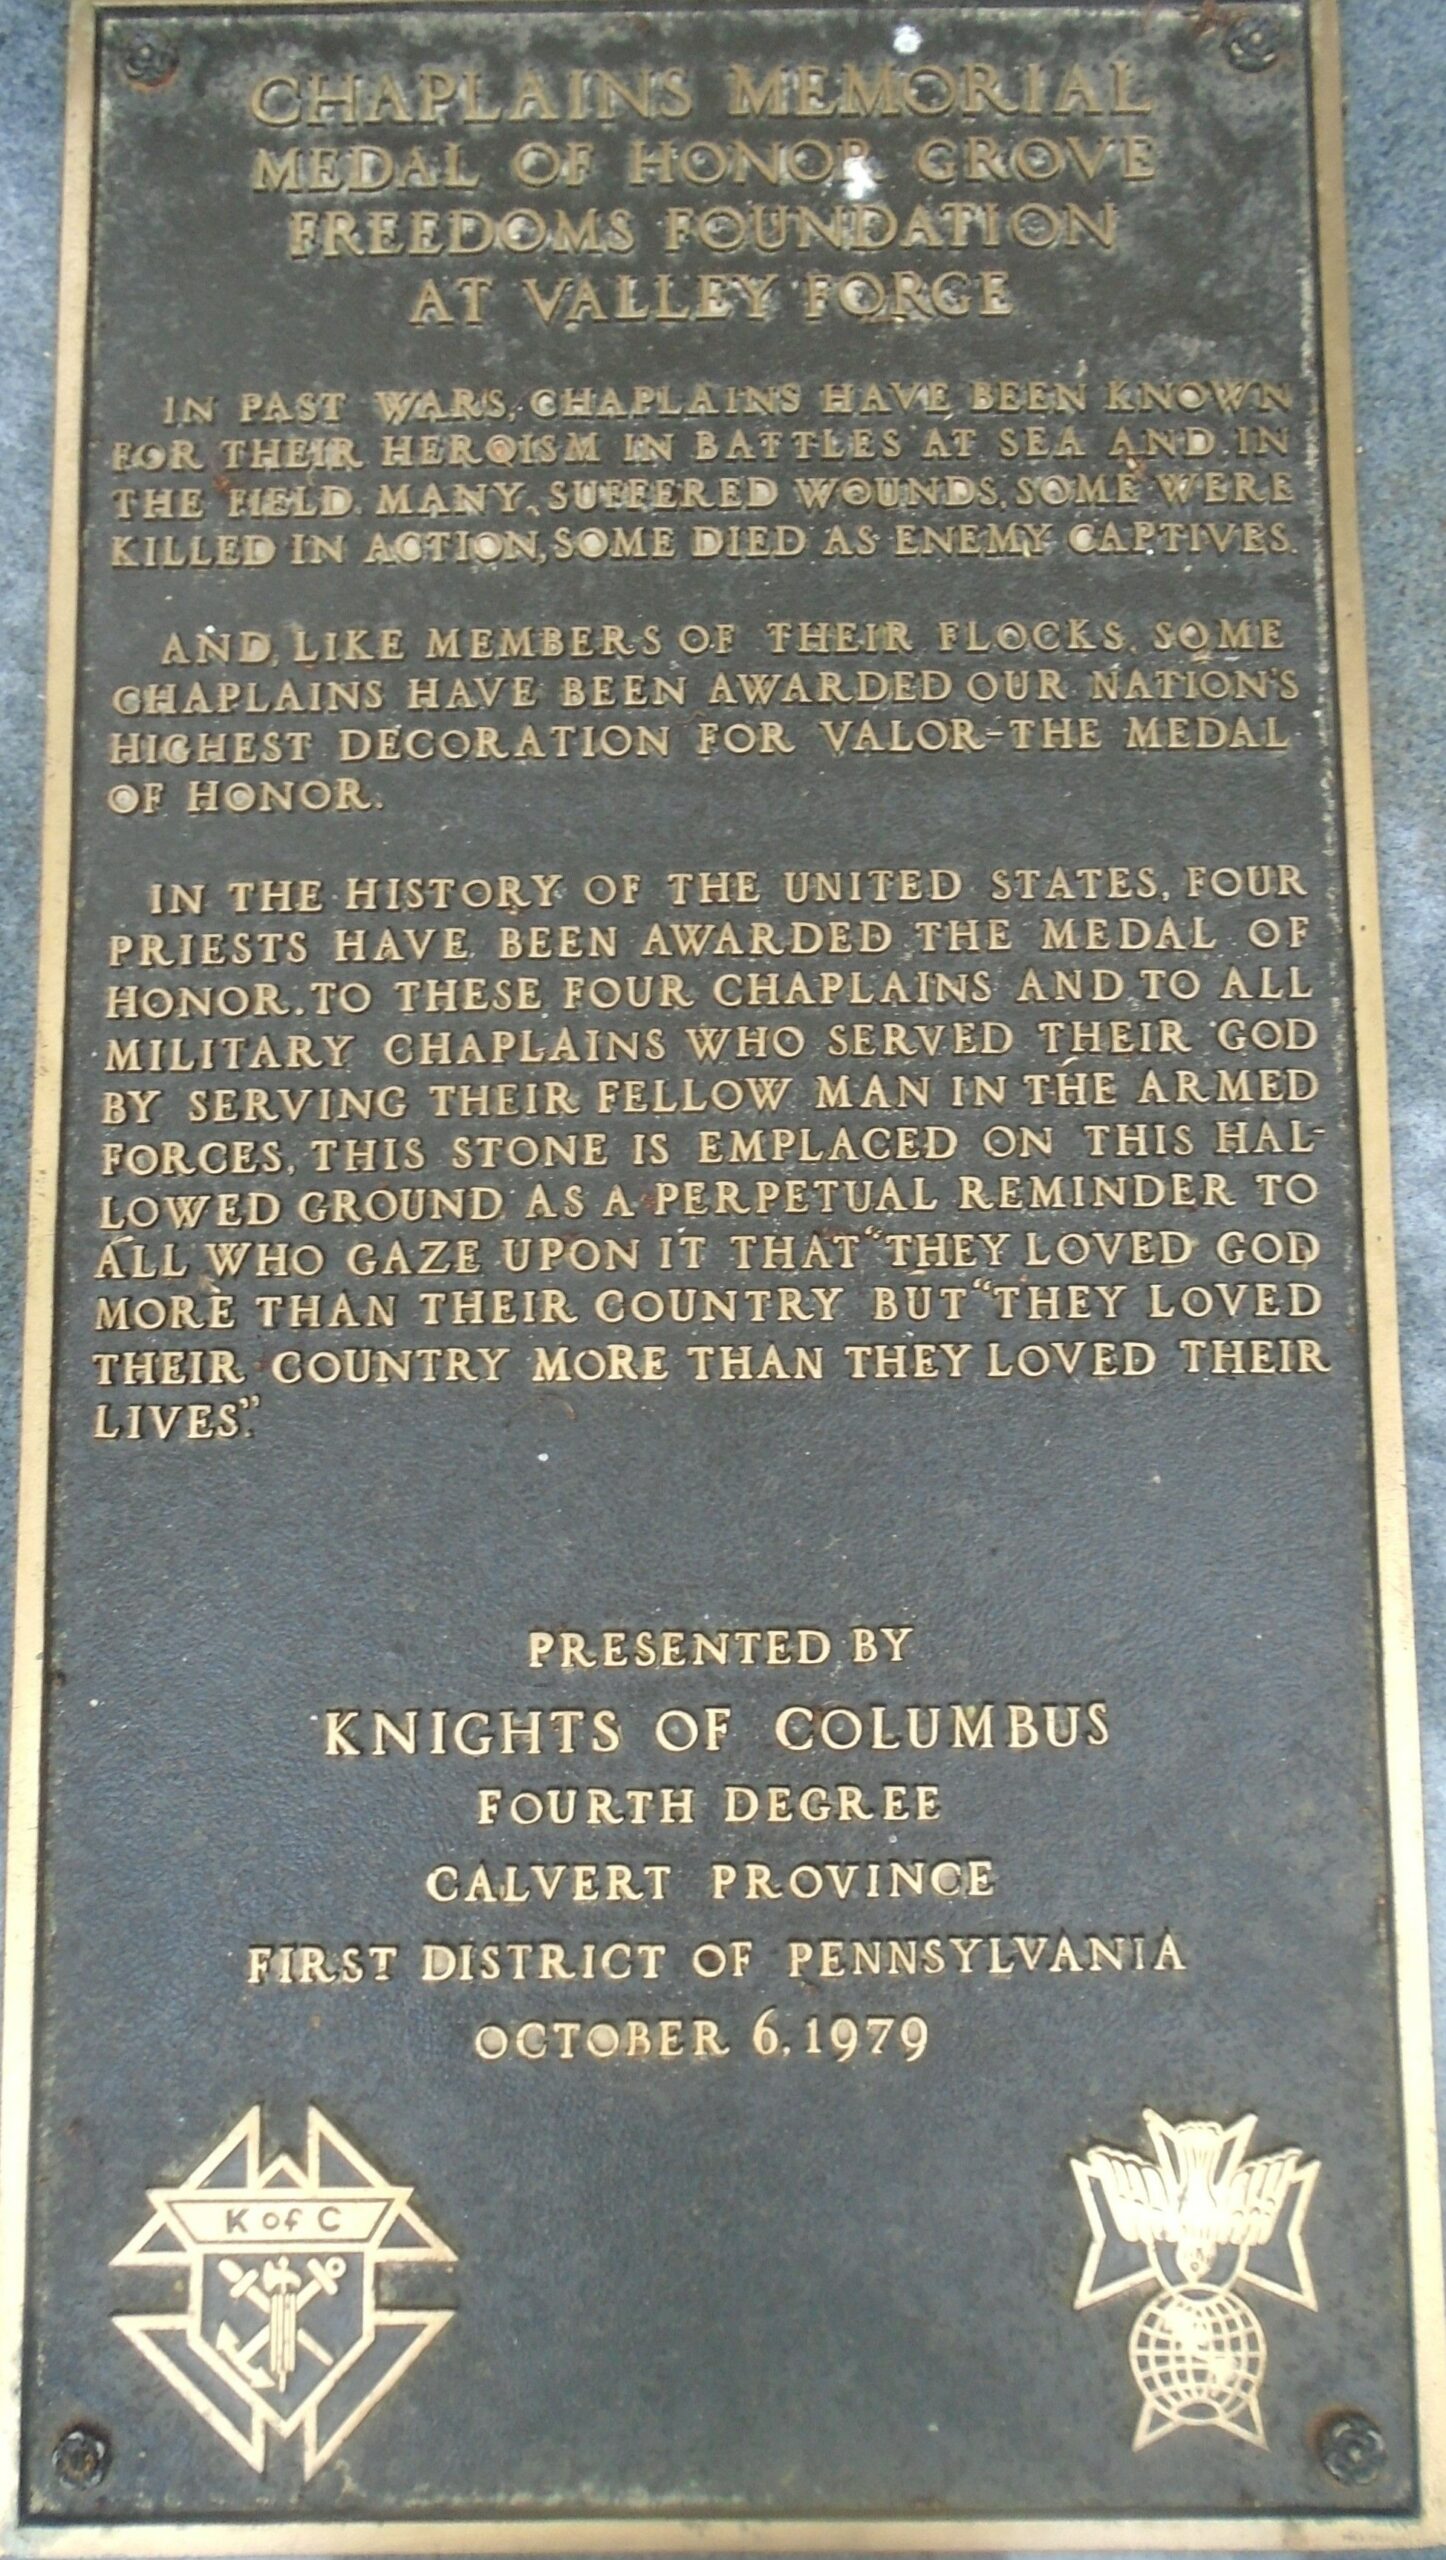 CHAPLAINS MEMORIAL
MEDAL OF HONOR GROVE
FREEDOMS FOUNDATION
AT VALLEY FORGE
IN PAST WARS, CHAPLAINS HAVE BEEN KNOWN
FOR THEIR HEROISM IN BATTLES AT SEA AND IN
THE FIELD. MANY SUFFERED WOUNDS, SOME WERE
KILLED IN ACTION, SOME DIED AS ENEMY CAPTIVES.
AND, LIKE MEMBERS OF THEIR FLOCKS, SOME
CHAPLAINS HAVE BEEN AWARDED OUR NATION'S
HIGHEST DECORATION FOR VALOR-THE MEDAL
OF HONOR.
IN THE HISTORY OF THE UNITED STATES, FOUR
PRIESTS HAVE BEEN AWARDED THE MEDAL OF
HONOR. TO THESE FOUR CHAPLAINS AND TO ALL
MILITARY CHAPLAINS WHO SERVED THEIR GOD
BY SERVING THEIR FELLOW MAN IN THE ARMED
FORCES, THIS STONE IS EMPLACED ON THIS HAL-
LOWED GROUND AS A PERPETUAL REMINDER TO
ALL WHO GAZE UPON IT THAT "THEY LOVED GOD
MORE THAN THEIR COUNTRY BUT "THEY LOVED
THEIR COUNTRY MORE THAN THEY LOVED THEIR
LIVES."
PRESENTED BY
KNIGHTS OF COLUMBUS
FOURTH DEGREE
CALVERT PROVINCE
FIRST DISTRICT OF PENNSYLVANIA
OCTOBER 6, 1979
K of C